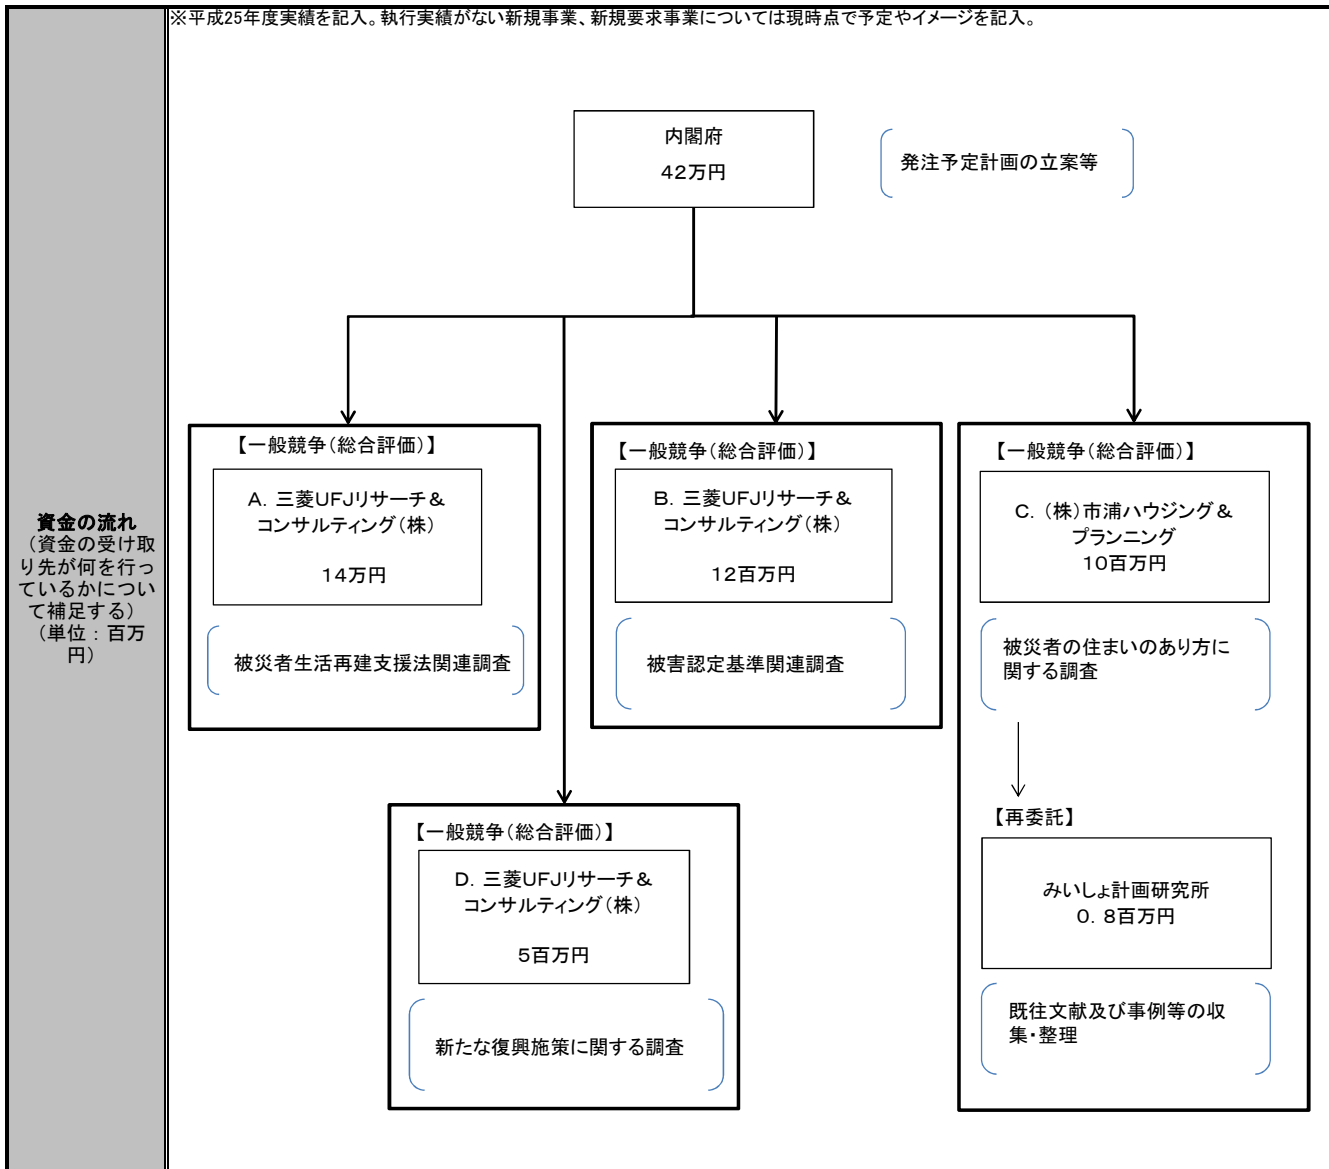 ※平成25年度実績を記入。執行実績がない新規事業、新規要求事業については現時点で予定やイメージを記入。
資金の流れ
（資金の受け取
り先が何を行っ
ているかについ
て補足する）
（単位：百万
円）
内閣府
４２万円
発注予定計画の立案等
【一般競争（総合評価）】
A．三菱UFJリサーチ＆
コンサルティング（株）
１４万円
被災者生活再建支援法関連調査
【一般競争（総合評価）】
B．三菱UFJリサーチ＆
コンサルティング（株）
１２百万円
被害認定基準関連調査
【一般競争（総合評価）】
C．（株）市浦ハウジング＆
プランニング
１０百万円
被災者の住まいのあり方に
関する調査
【再委託】
みいしょ計画研究所
０．８百万円
既往文献及び事例等の収
集・整理
【一般競争（総合評価）】
D．三菱UFJリサーチ＆
コンサルティング（株）
５百万円
新たな復興施策に関する調査